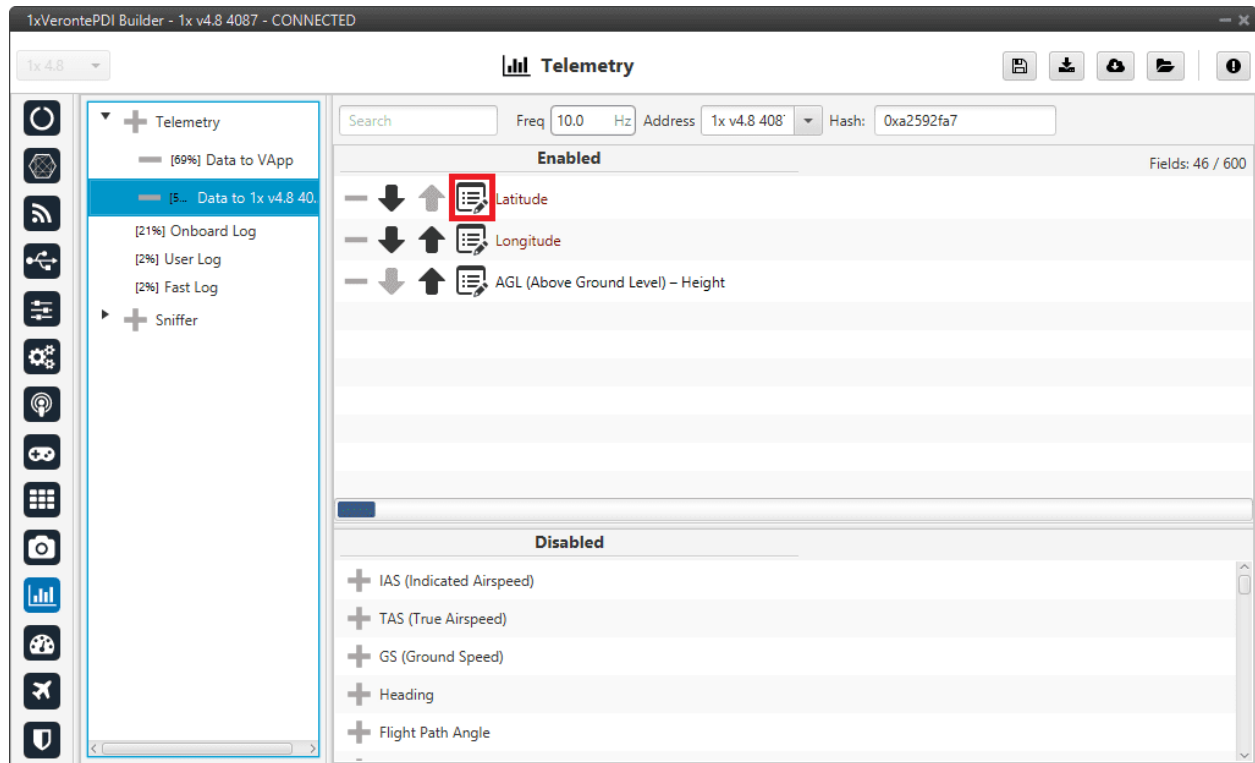 1xVerontePDI Builder - 1x v4.8 4087 - CONNECTED
1x 4.8
Telemetry
Telemetry
[69%] Data to VApp
[5... Data to 1x v4.8 40.
[21%] Onboard Log
[2%] User Log
[2%] Fast Log
Sniffer
Search Freq 10.0 Hz Address 1x v4.8 408 Hash: 0xa2592fa7
Enabled Fields: 46 / 600
Latitude
Longitude
AGL (Above Ground Level) – Height
Disabled
IAS (Indicated Airspeed)
TAS (True Airspeed)
GS (Ground Speed)
Heading
Flight Path Angle